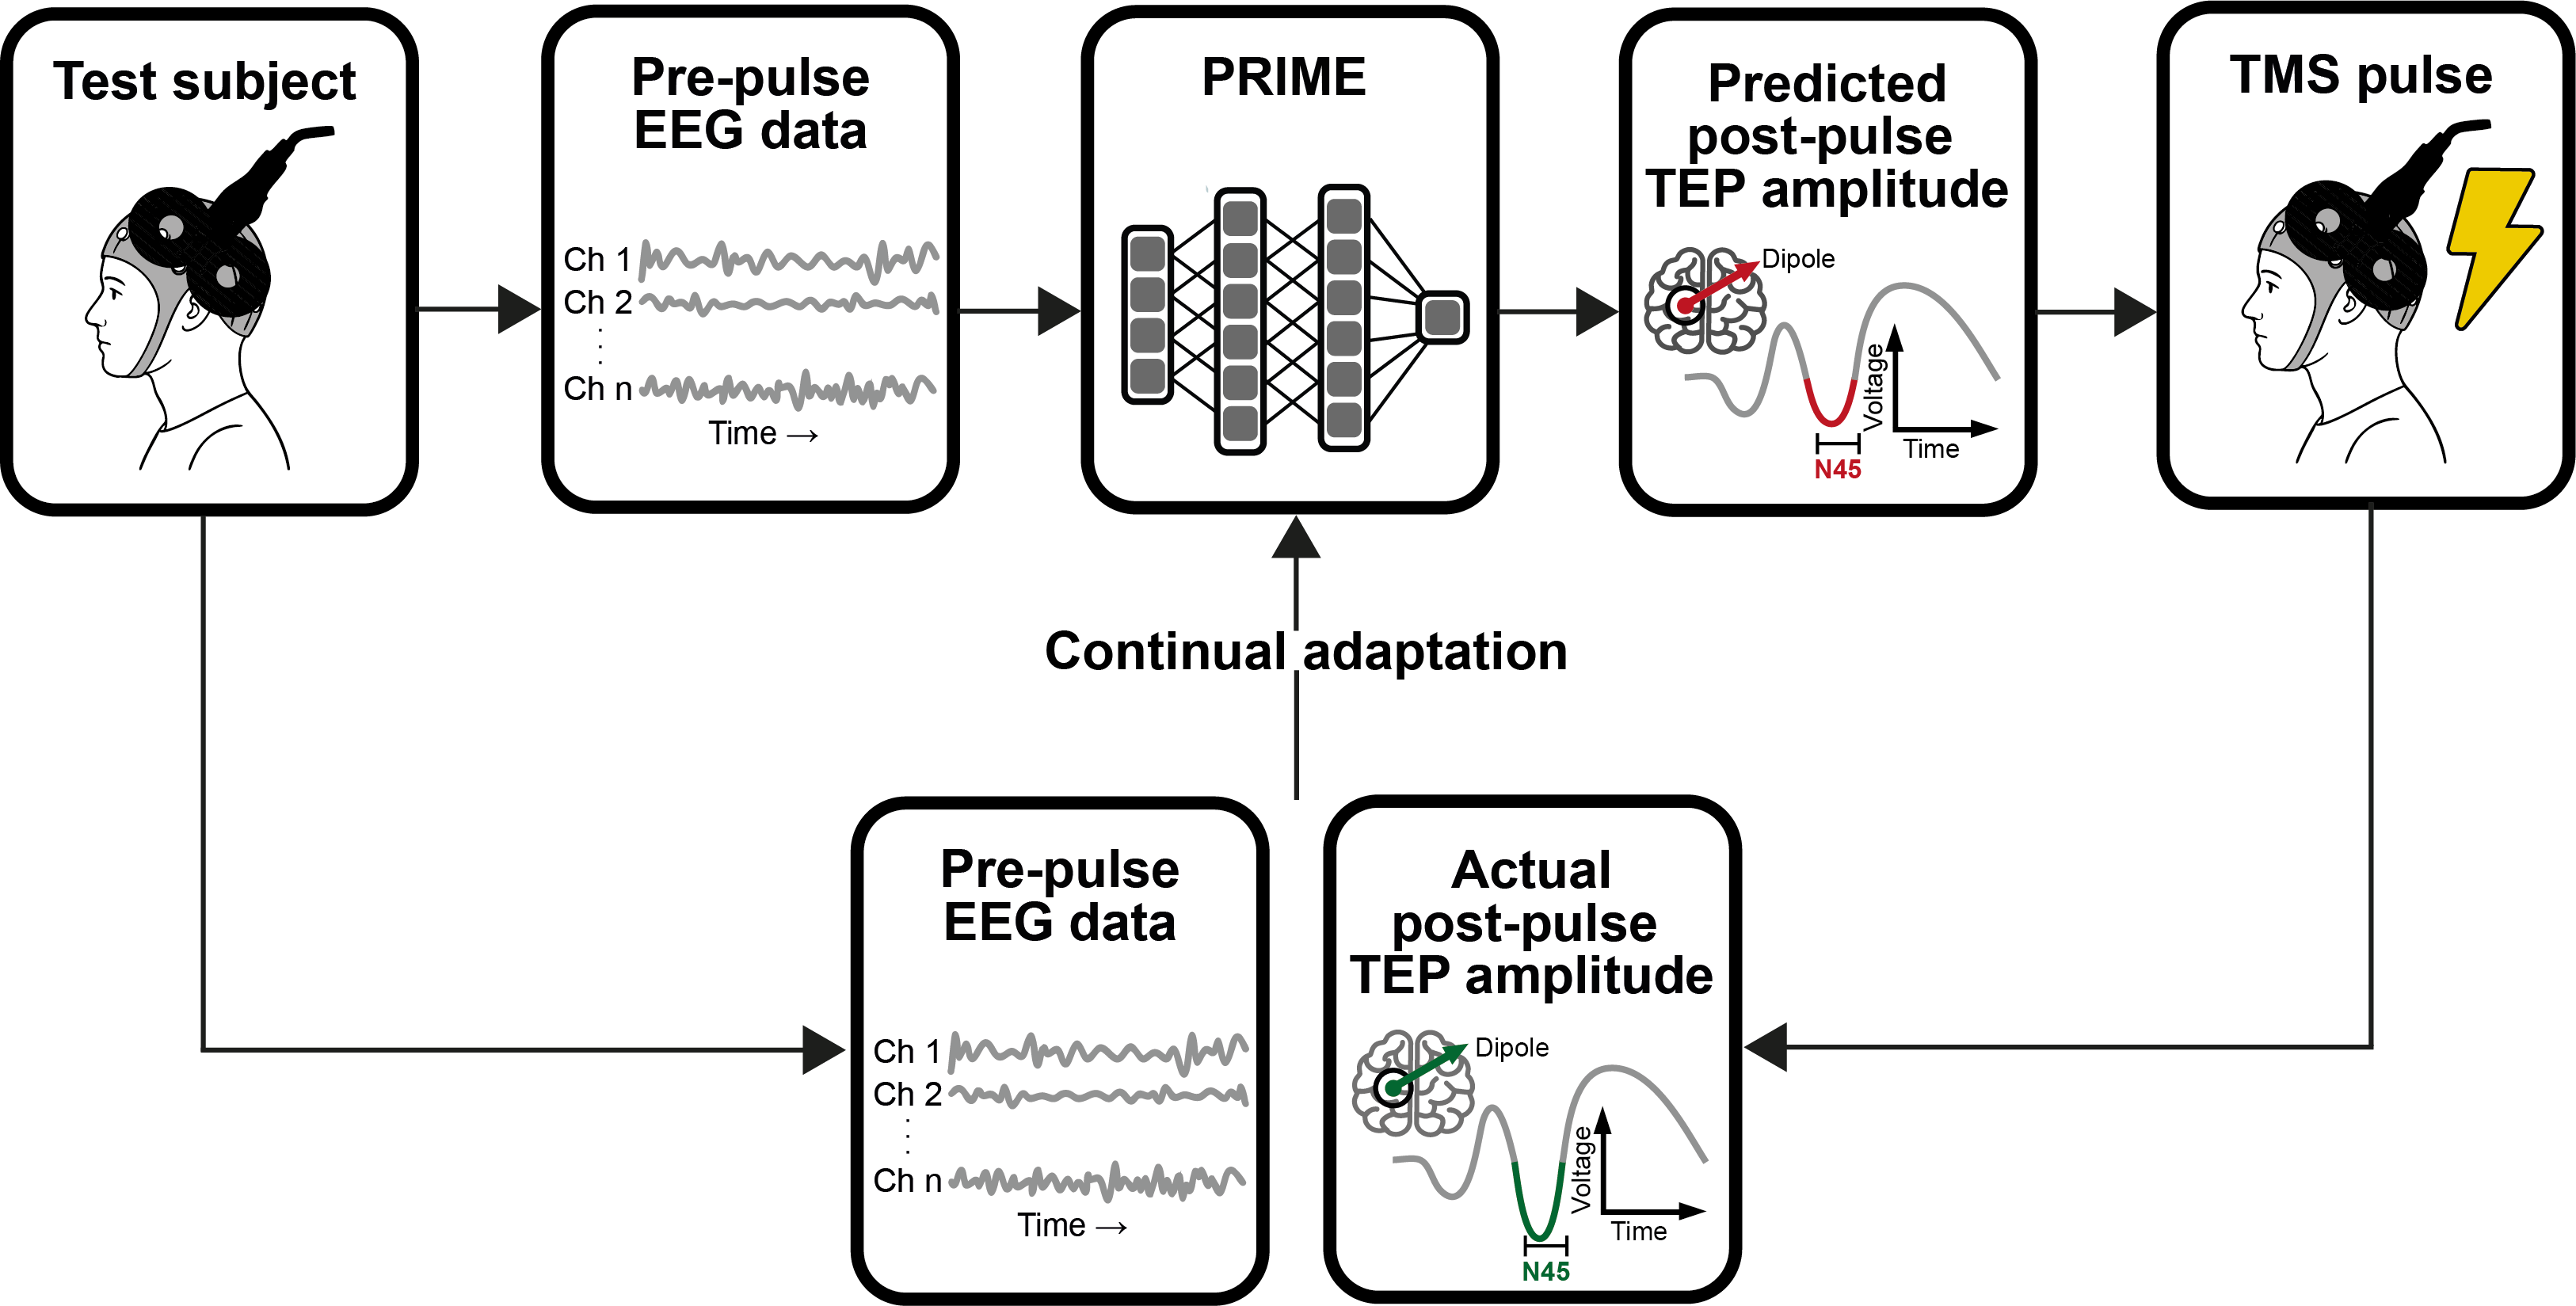 Test subject
Pre-pulse
EEG data
Ch 1
Ch 2
Ch n
Time →
PRIME
Predicted
post-pulse
TEP amplitude
Dipole
Voltage
Time
N45
TMS pulse
Continual adaptation
Pre-pulse
EEG data
Ch 1
Ch 2
Ch n
Time →
Actual
post-pulse
TEP amplitude
Dipole
Voltage
Time
N45